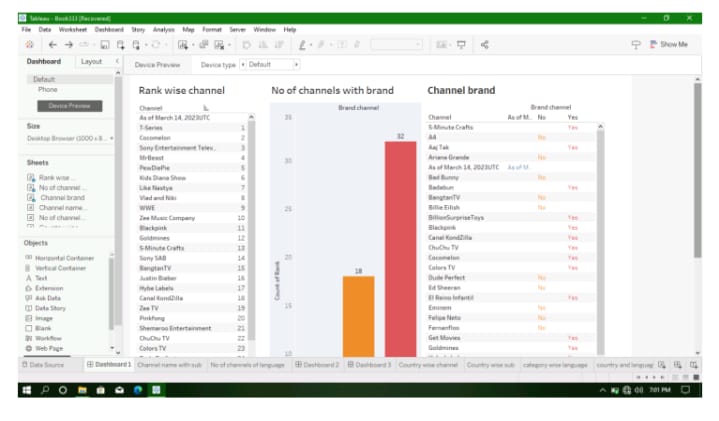 Tableau - Book333 [Recovered]
File Data Worksheet Dashboard Story Analysis Map Format Server Window Help
Show Me
Dashboard Layout
Device Preview Device type Default
Default
Phone
Device Preview
Size
Desktop Browser (1000 x 8...
Sheets
Rank wise ...
No of channel ...
Channel brand
Channel name...
No of channel...
Objects
Horizontal Container
Vertical Container
Text
Extension
Ask Data
Data Story
Image
Blank
Workflow
Web Page
Rank wise channel
Channel
As of March 14, 2023UTC
T-Series 1
Cocomelon 2
Sony Entertainment Telev.. 3
MrBeast 4
PewDiePie 5
Kids Diana Show 6
Like Nastya 7
Vlad and Niki 8
WWE 9
Zee Music Company 10
Blackpink 11
Goldmines 12
5-Minute Crafts 13
Sony SAB 14
BangtanTV 15
Justin Bieber 16
Hybe Labels 17
Canal KondZilla 18
Zee TV 19
Pinkfong 20
Shemaroo Entertainment 21
ChuChu TV 22
Colors TV 23
No of channels with brand
Brand channel
35
30
25
20
15
10
Count of Rank
18
32
Channel brand
Brand channel
Channel As of M.. No Yes
5-Minute Crafts Yes
A4 No
Aaj Tak Yes
Ariana Grande No
As of March 14, 2023UTC As of M..
Bad Bunny No
Badabun Yes
BangtanTV No
Billie Eilish No
BillionSurpriseToys Yes
Blackpink Yes
Canal KondZilla Yes
ChuChu TV Yes
Cocomelon Yes
Colors TV Yes
Dude Perfect No
Ed Sheeran No
El Reino Infantil Yes
Eminem No
Felipe Neto No
Fernanfloo No
Get Movies Yes
Goldmines Yes
Data Source Dashboard 1 Channel name with sub No of channels of language Dashboard 2 Dashboard 3 Country wise channel Country wise sub category wise language country and languag
7:01 PM